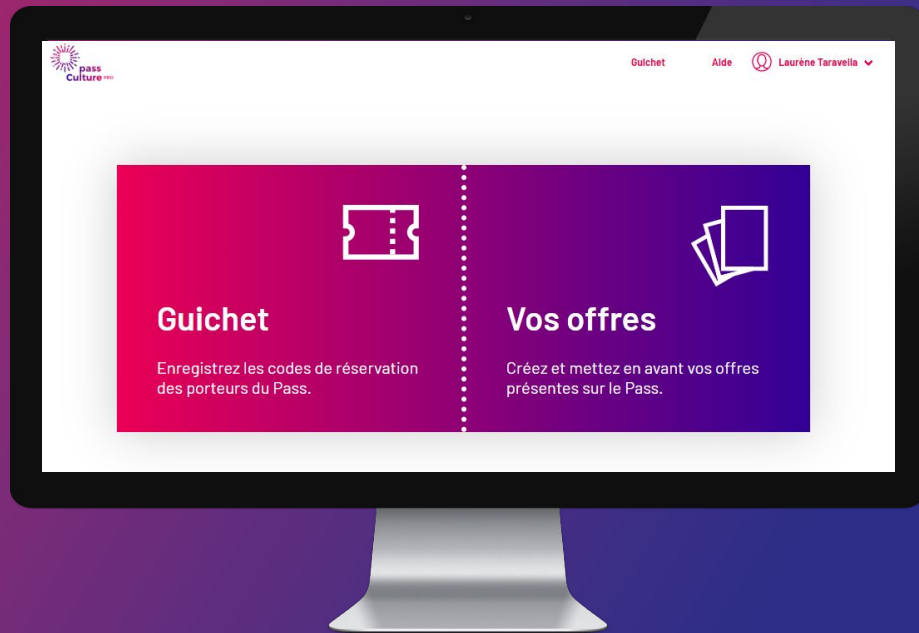 pass
Culture PRO
Guichet
Aide
Laurène Taravella
Guichet
Enregistrez les codes de réservation
des porteurs du Pass.
Vos offres
Créez et mettez en avant vos offres
présentes sur le Pass.